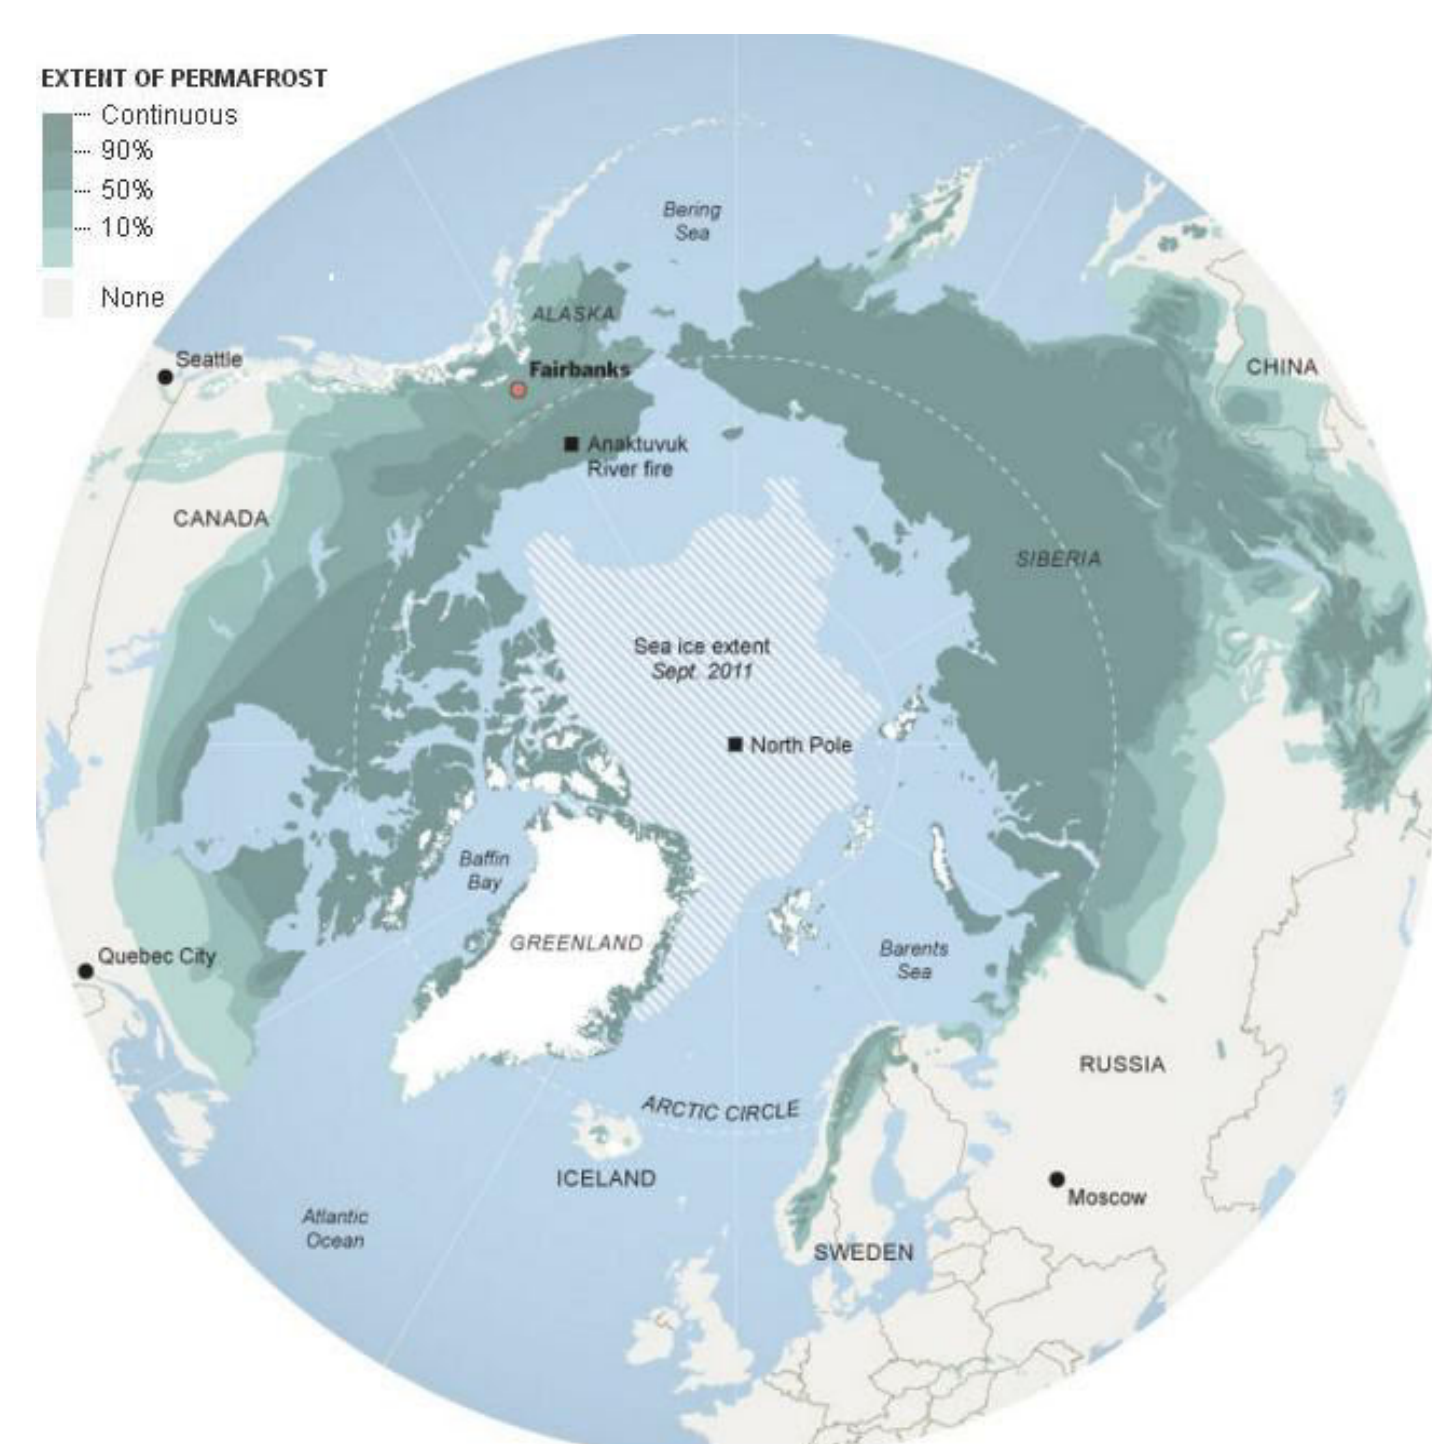 EXTENT OF PERMAFROST
Continuous
90%
50%
10%
None
Bering
Sea
ALASKA
Seattle
Fairbanks
CHINA
Anaktuvuk
River fire
CANADA
SIBERIA
Sea ice extent
Sept. 2011
North Pole
Baffin
Bay
GREENLAND
Barents
Sea
Quebec City
RUSSIA
ARCTIC CIRCLE
ICELAND
Moscow
Atlantic
Ocean
SWEDEN